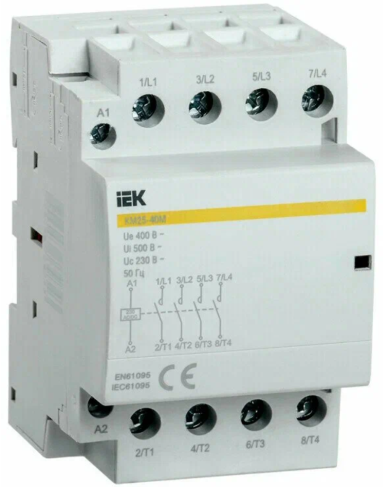 1/L1 3/L2 5/L3 7/L4
A1
IEK
KM25-40M
Ue 400 В ~
Ui 500 В ~
Uc 230 В ~
50 Гц
A1 1/L1 3/L2 5/L3 7/L4
A2 2/T1 4/T2 6/T3 8/T4
EN61095
IEC61095
CE
A2
2/T1 4/T2 6/T3 8/T4